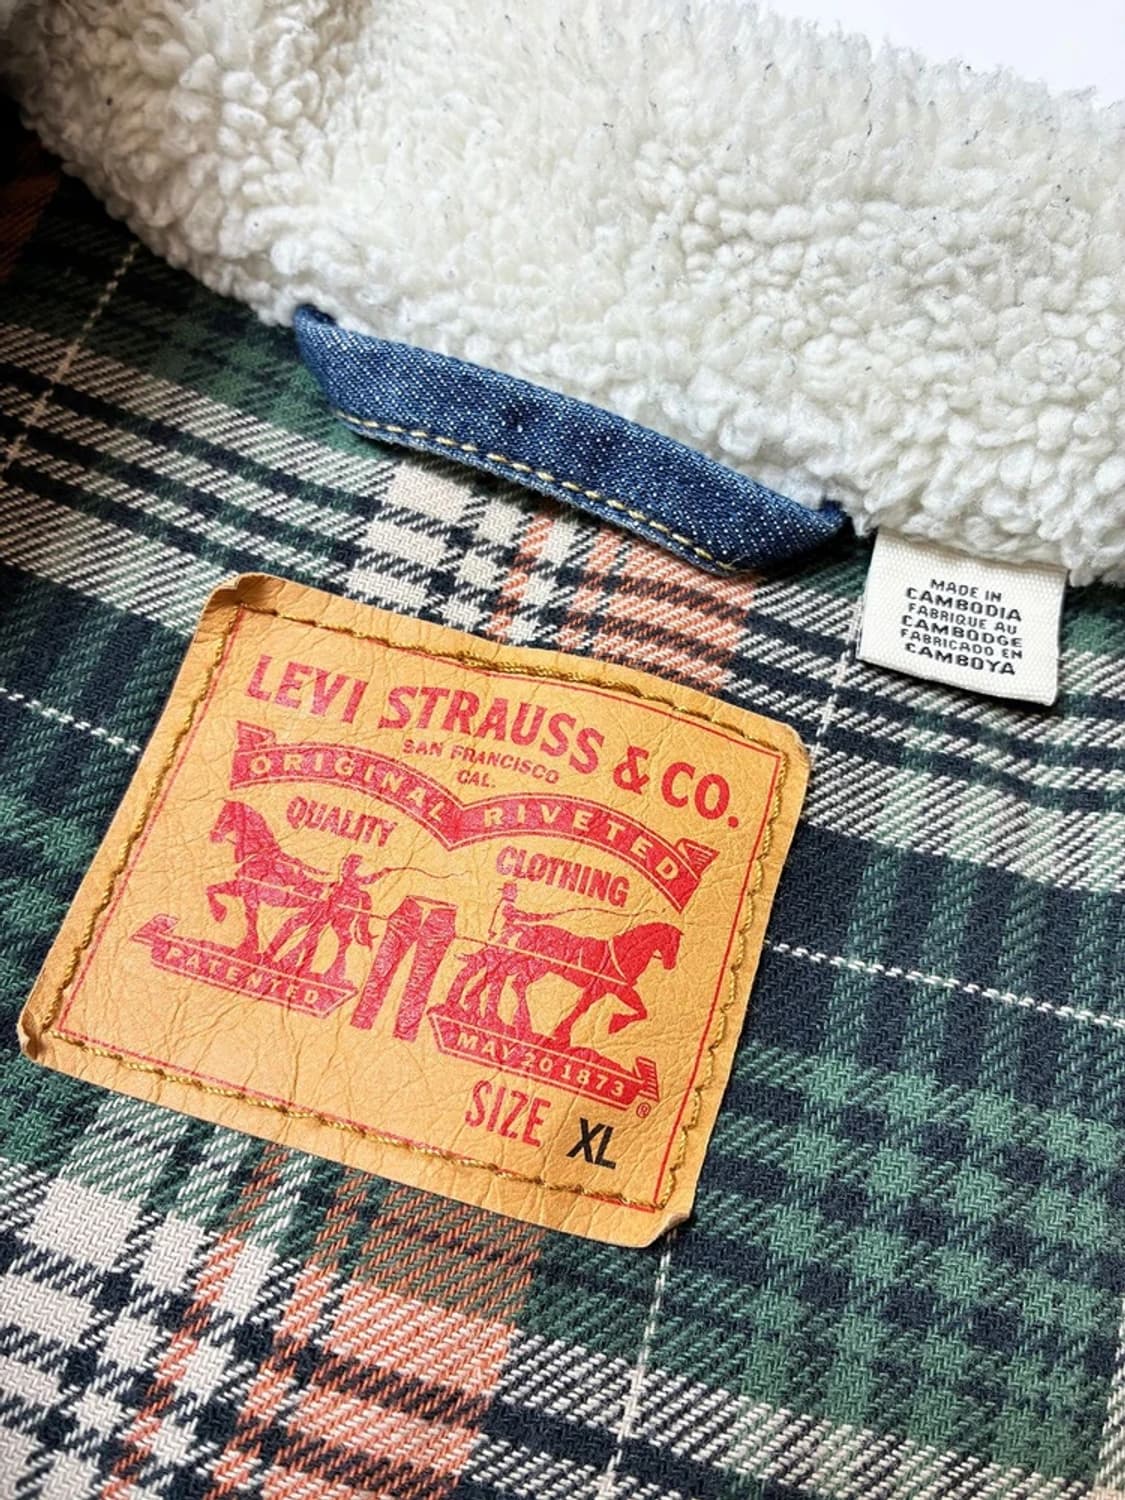 LEVI STRAUSS & CO.
SAN FRANCISCO
CAL.
ORIGINAL RIVETED
QUALITY
CLOTHING
PATENTED
MAY 20 1873
®
SIZE XL
MADE IN
CAMBODIA
FABRIQUE AU
CAMBODGE
FABRICADO EN
CAMBOYA